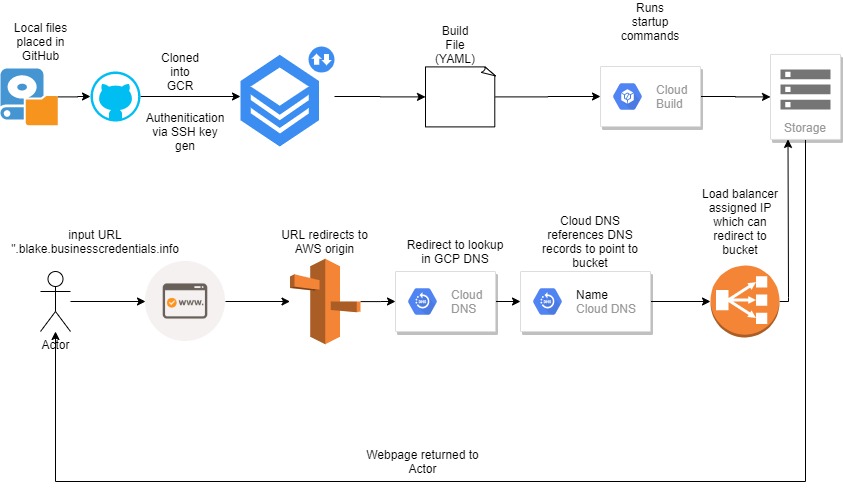 Local files
placed in
GitHub
Cloned
into
GCR
Authenitication
via SSH key
gen
Build
File
(YAML)
Runs
startup
commands
Cloud
Build
Storage
input URL
".blake.businesscredentials.info
Actor
www.
URL redirects to
AWS origin
Redirect to lookup
in GCP DNS
DNS
Cloud
DNS
Cloud DNS
references DNS
records to point to
bucket
DNS
Name
Cloud DNS
Load balancer
assigned IP
which can
redirect to
bucket
Webpage returned to
Actor